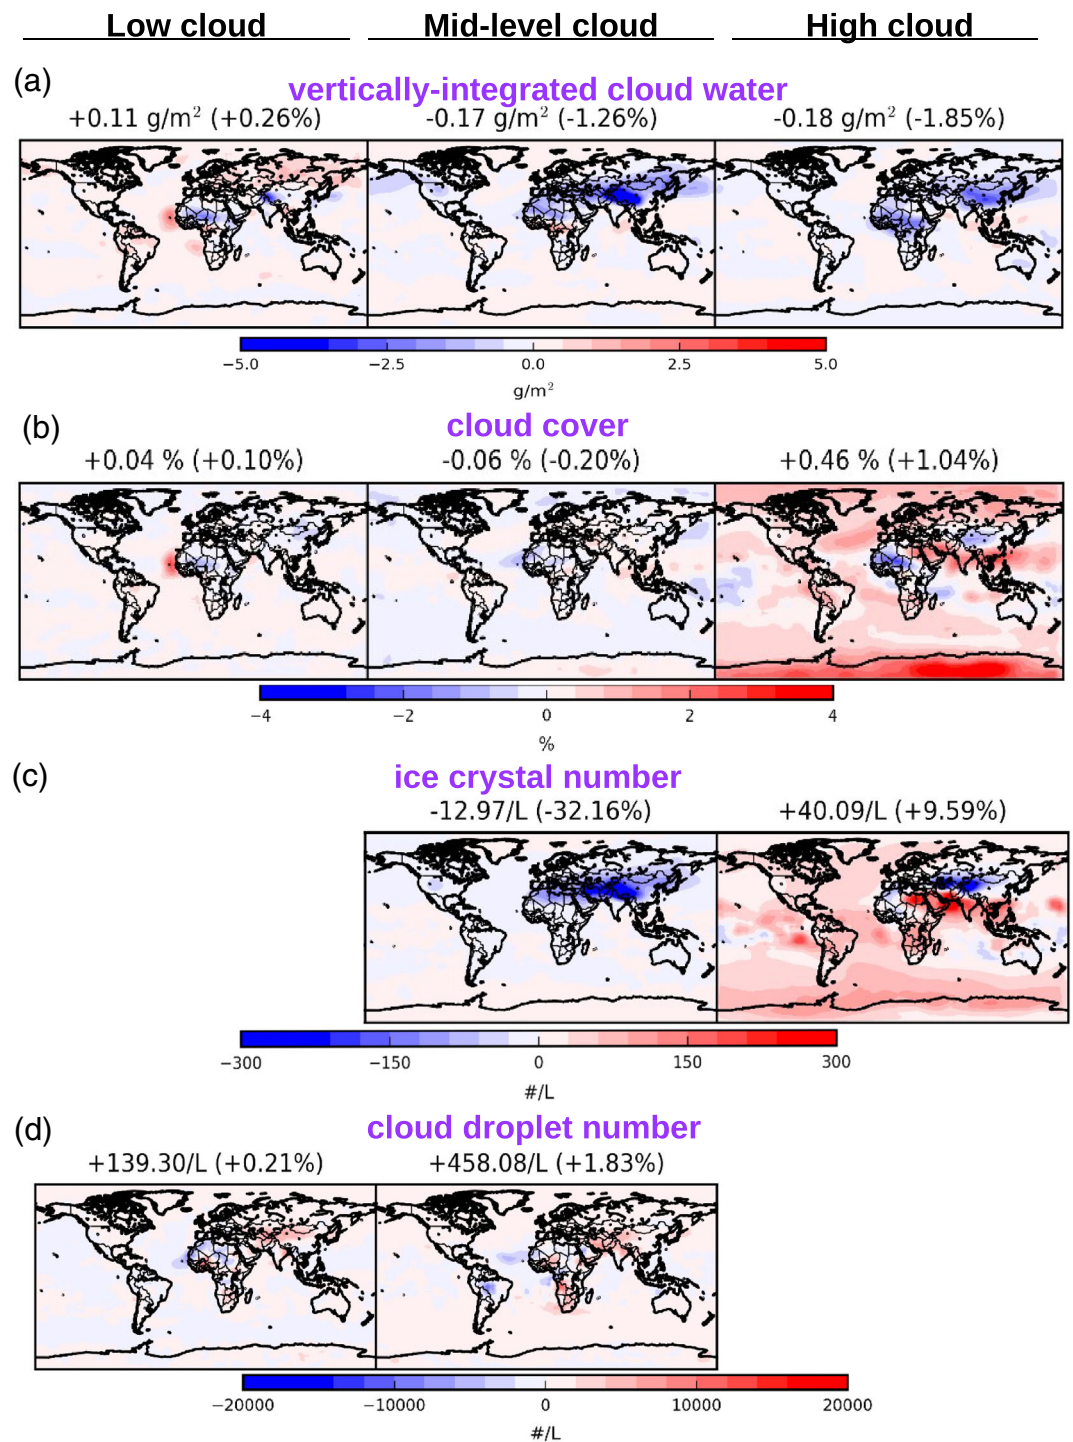 Low cloud Mid-level cloud High cloud
(a)
vertically-integrated cloud water
+0.11 g/m² (+0.26%) -0.17 g/m² (-1.26%) -0.18 g/m² (-1.85%)
−5.0 −2.5 0.0 2.5 5.0
g/m²
(b)
cloud cover
+0.04 % (+0.10%) -0.06 % (-0.20%) +0.46 % (+1.04%)
−4 −2 0 2 4
%
(c)
ice crystal number
-12.97/L (-32.16%) +40.09/L (+9.59%)
−300 −150 0 150 300
#/L
(d)
cloud droplet number
+139.30/L (+0.21%) +458.08/L (+1.83%)
−20000 −10000 0 10000 20000
#/L